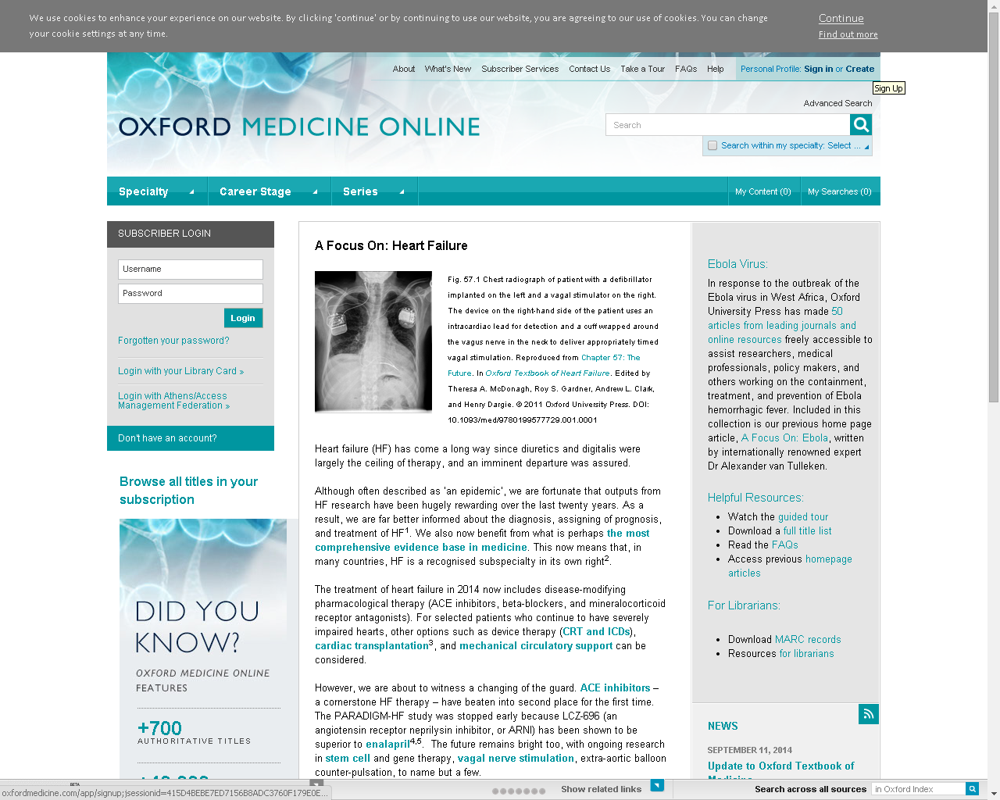 We use cookies to enhance your experience on our website. By clicking 'continue' or by continuing to use our website, you are agreeing to our use of cookies. You can change
your cookie settings at any time.
Continue
Find out more
About What's New Subscriber Services Contact Us Take a Tour FAQs Help Personal Profile: Sign in or Create
Sign Up
Advanced Search
OXFORD MEDICINE ONLINE
Search
Search within my specialty: Select ...
Specialty Career Stage Series My Content (0) My Searches (0)
SUBSCRIBER LOGIN
Username
Password
Login
Forgotten your password?
Login with your Library Card »
Login with Athens/Access
Management Federation »
Don't have an account?
Browse all titles in your
subscription
DID YOU
KNOW?
OXFORD MEDICINE ONLINE
FEATURES
+700
AUTHORITATIVE TITLES
A Focus On: Heart Failure
Fig. 57.1 Chest radiograph of patient with a defibrillator
implanted on the left and a vagal stimulator on the right.
The device on the right-hand side of the patient uses an
intracardiac lead for detection and a cuff wrapped around
the vagus nerve in the neck to deliver appropriately timed
vagal stimulation. Reproduced from Chapter 57: The
Future. In Oxford Textbook of Heart Failure. Edited by
Theresa A. McDonagh, Roy S. Gardner, Andrew L. Clark,
and Henry Dargie. © 2011 Oxford University Press. DOI:
10.1093/med/9780199577729.001.0001
Heart failure (HF) has come a long way since diuretics and digitalis were
largely the ceiling of therapy, and an imminent departure was assured.
Although often described as 'an epidemic', we are fortunate that outputs from
HF research have been hugely rewarding over the last twenty years. As a
result, we are far better informed about the diagnosis, assigning of prognosis,
and treatment of HF1. We also now benefit from what is perhaps the most
comprehensive evidence base in medicine. This now means that, in
many countries, HF is a recognised subspecialty in its own right2.
The treatment of heart failure in 2014 now includes disease-modifying
pharmacological therapy (ACE inhibitors, beta-blockers, and mineralocorticoid
receptor antagonists). For selected patients who continue to have severely
impaired hearts, other options such as device therapy (CRT and ICDs),
cardiac transplantation3, and mechanical circulatory support can be
considered.
However, we are about to witness a changing of the guard. ACE inhibitors –
a cornerstone HF therapy – have beaten into second place for the first time.
The PARADIGM-HF study was stopped early because LCZ-696 (an
angiotensin receptor neprilysin inhibitor, or ARNI) has been shown to be
superior to enalapril4,5. The future remains bright too, with ongoing research
in stem cell and gene therapy, vagal nerve stimulation, extra-aortic balloon
counter-pulsation, to name but a few.
Ebola Virus:
In response to the outbreak of the
Ebola virus in West Africa, Oxford
University Press has made 50
articles from leading journals and
online resources freely accessible to
assist researchers, medical
professionals, policy makers, and
others working on the containment,
treatment, and prevention of Ebola
hemorrhagic fever. Included in this
collection is our previous home page
article, A Focus On: Ebola, written
by internationally renowned expert
Dr Alexander van Tulleken.
Helpful Resources:
Watch the guided tour
Download a full title list
Read the FAQs
Access previous homepage
articles
For Librarians:
Download MARC records
Resources for librarians
NEWS
SEPTEMBER 11, 2014
Update to Oxford Textbook of
Medicine
BETA
oxfordmedicine.com/app/signup;jsessionid=415D4BEBE7ED7156B8ADC3760F179E0E...
Show related links
Search across all sources
in Oxford Index